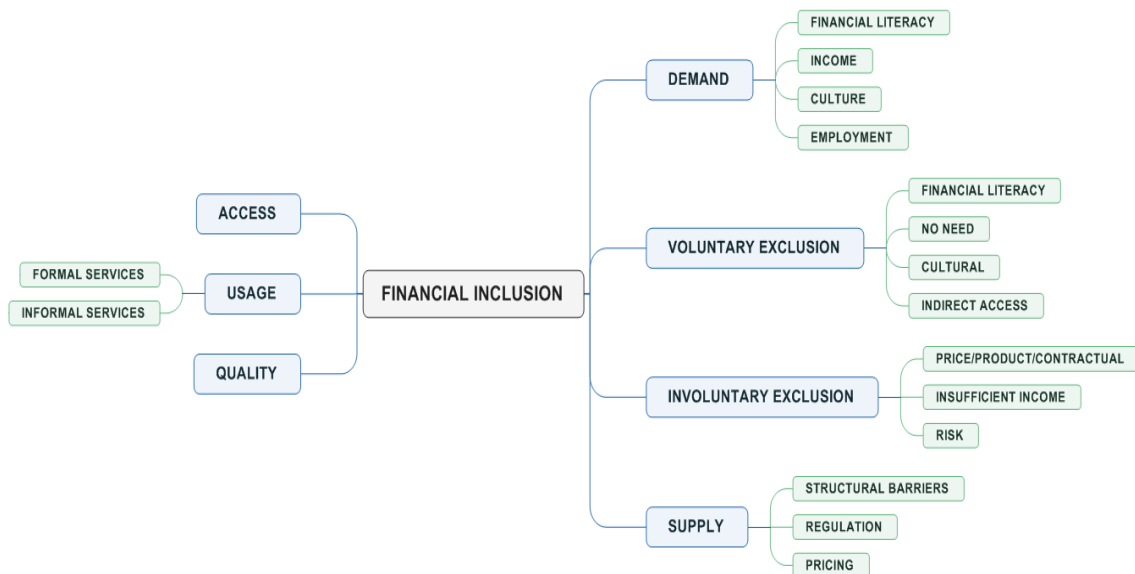 FINANCIAL INCLUSION
ACCESS
USAGE
FORMAL SERVICES
INFORMAL SERVICES
QUALITY
DEMAND
FINANCIAL LITERACY
INCOME
CULTURE
EMPLOYMENT
VOLUNTARY EXCLUSION
FINANCIAL LITERACY
NO NEED
CULTURAL
INDIRECT ACCESS
INVOLUNTARY EXCLUSION
PRICE/PRODUCT/CONTRACTUAL
INSUFFICIENT INCOME
RISK
SUPPLY
STRUCTURAL BARRIERS
REGULATION
PRICING